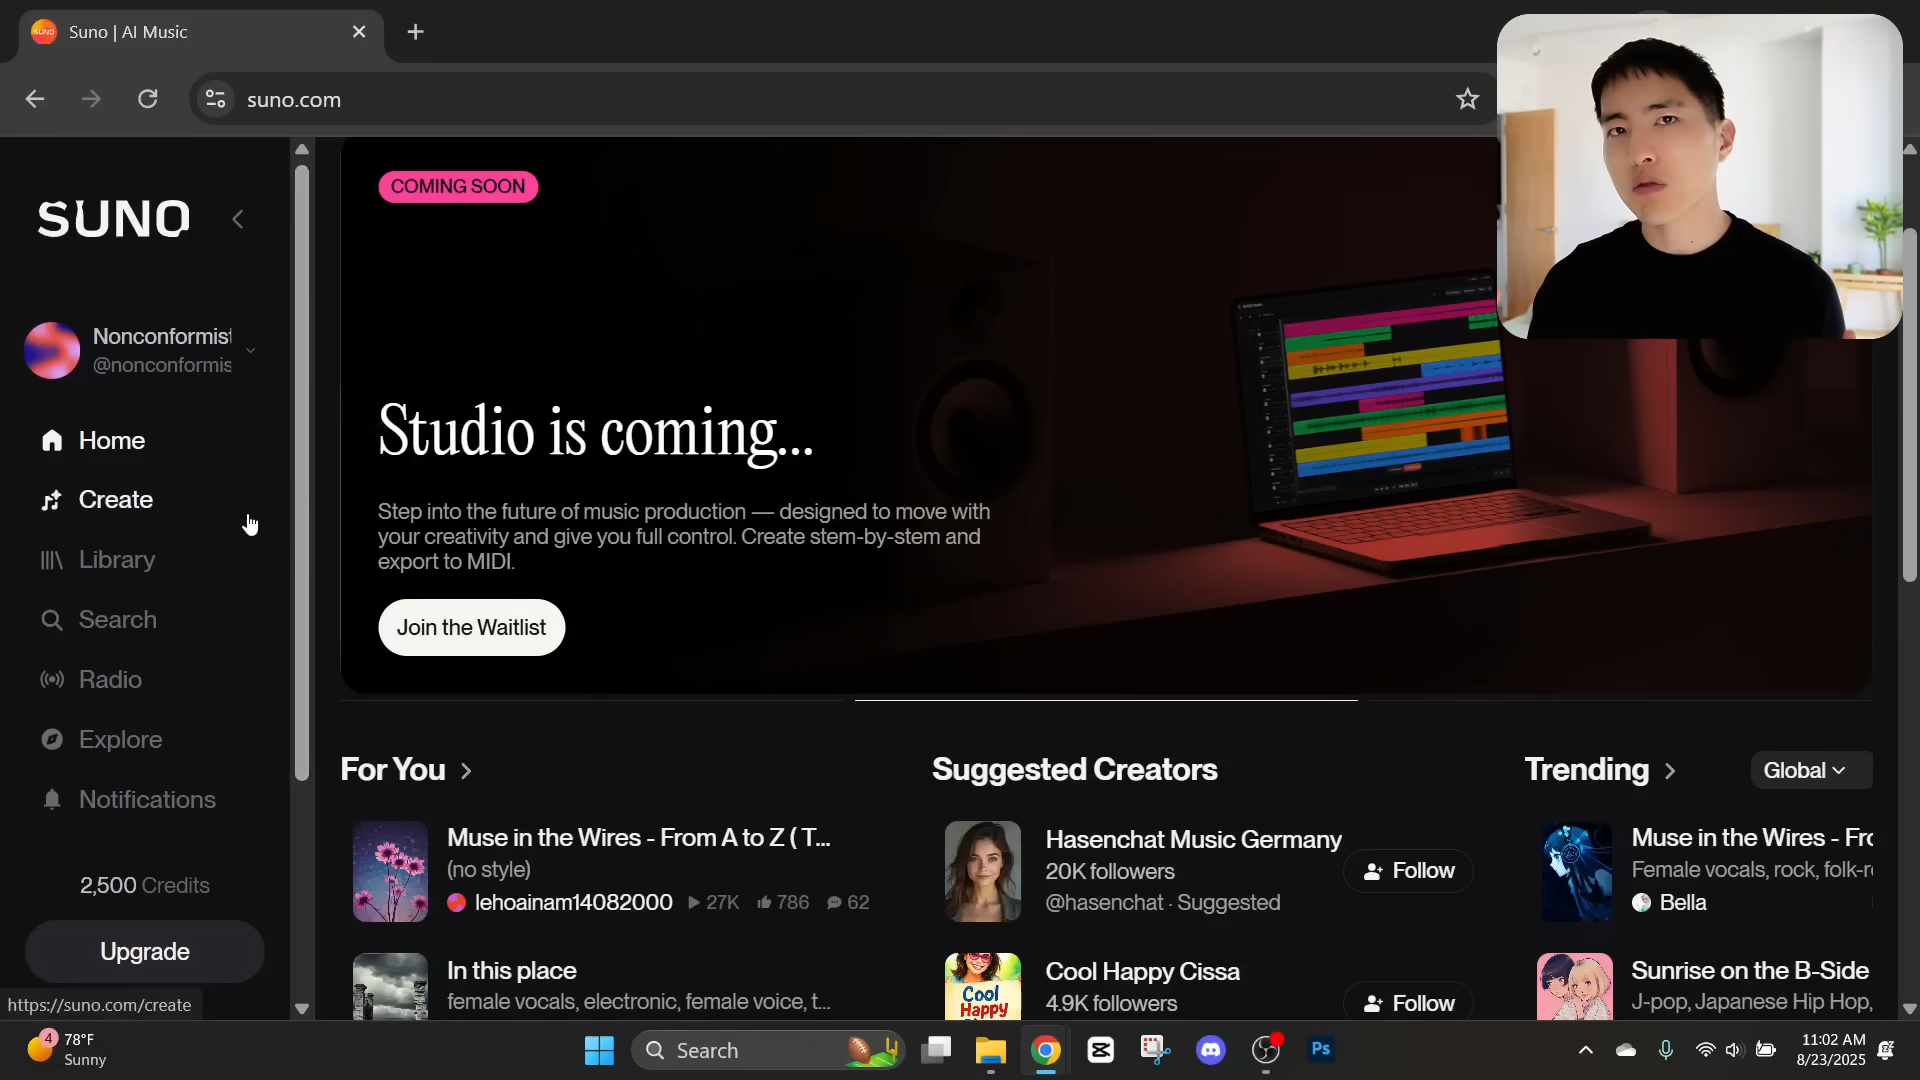 SUNO
Suno | AI Music
suno.com
SUNO
Nonconformist
@nonconformis
Home
Create
Library
Search
Radio
Explore
Notifications
2,500 Credits
Upgrade
https://suno.com/create
COMING SOON
Studio is coming...
Step into the future of music production — designed to move with
your creativity and give you full control. Create stem-by-stem and
export to MIDI.
Join the Waitlist
For You
Muse in the Wires - From A to Z ( T...
(no style)
lehoainam14082000 27K 786 62
In this place
female vocals, electronic, female voice, t...
Suggested Creators
Hasenchat Music Germany
20K followers
@hasenchat · Suggested
Follow
Cool Happy Cissa
4.9K followers
Follow
Cool
Happy
Trending
Global
Muse in the Wires - Fro
Female vocals, rock, folk-r
Bella
Sunrise on the B-Side
J-pop, Japanese Hip Hop,
4
78°F
Sunny
Search
Ps
11:02 AM
8/23/2025